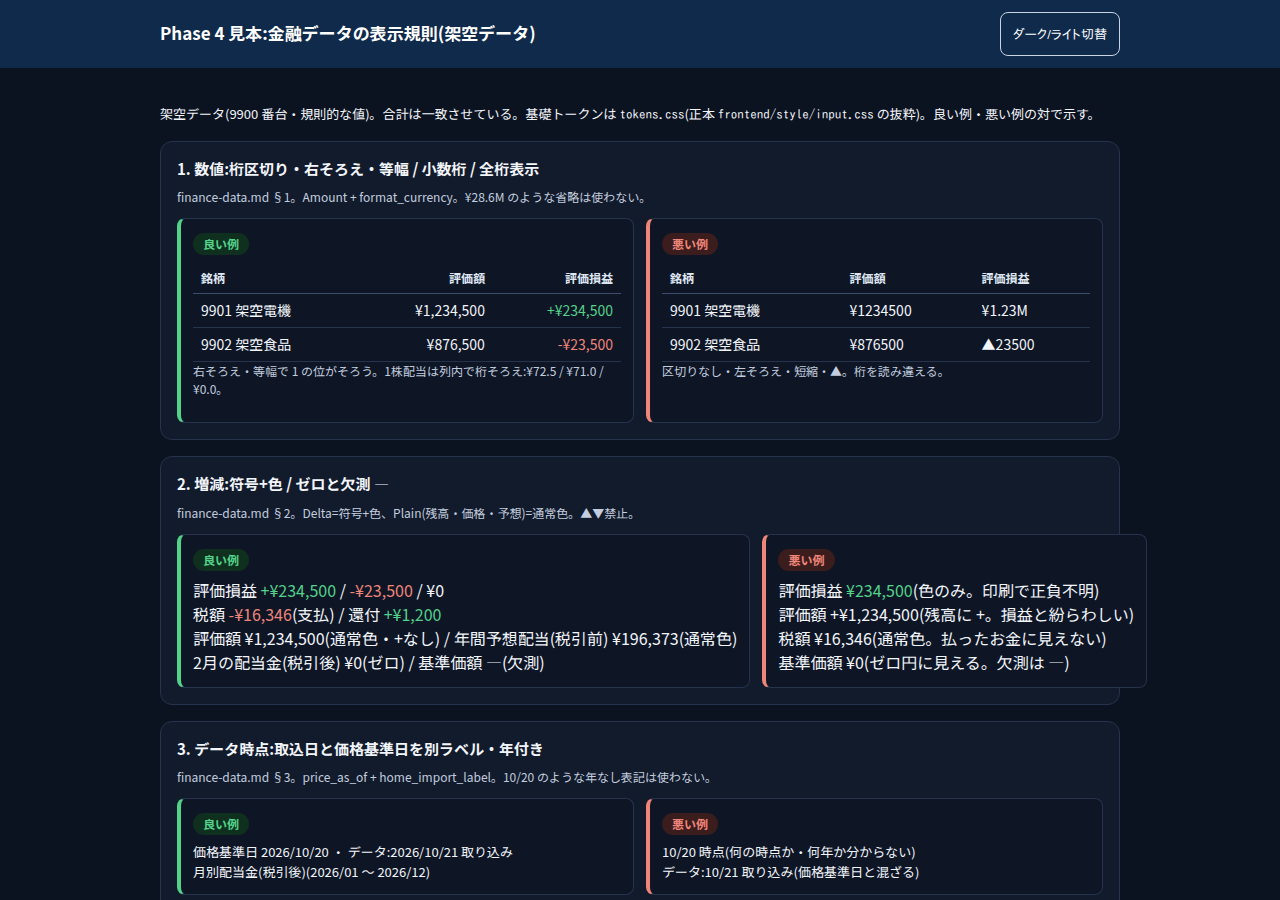 Phase 4 見本:金融データの表示規則(架空データ)
ダーク/ライト切替
架空データ(9900 番台・規則的な値)。合計は一致させている。基礎トークンは tokens.css(正本 frontend/style/input.css の抜粋)。良い例・悪い例の対で示す。
1. 数値:桁区切り・右そろえ・等幅 / 小数桁 / 全桁表示
finance-data.md §1。Amount + format_currency。¥28.6M のような省略は使わない。
良い例
銘柄 評価額 評価損益
9901 架空電機 ¥1,234,500 +¥234,500
9902 架空食品 ¥876,500 -¥23,500
右そろえ・等幅で 1 の位がそろう。1株配当は列内で桁そろえ:¥72.5 / ¥71.0 /
¥0.0。
悪い例
銘柄 評価額 評価損益
9901 架空電機 ¥1234500 ¥1.23M
9902 架空食品 ¥876500 ▲23500
区切りなし・左そろえ・短縮・▲。桁を読み違える。
2. 増減:符号+色 / ゼロと欠測 —
finance-data.md §2。Delta=符号+色、Plain(残高・価格・予想)=通常色。▲▼禁止。
良い例
評価損益 +¥234,500 / -¥23,500 / ¥0
税額 -¥16,346(支払) / 還付 +¥1,200
評価額 ¥1,234,500(通常色・+なし) / 年間予想配当(税引前) ¥196,373(通常色)
2月の配当金(税引後) ¥0(ゼロ) / 基準価額 —(欠測)
悪い例
評価損益 ¥234,500(色のみ。印刷で正負不明)
評価額 +¥1,234,500(残高に +。損益と紛らわしい)
税額 ¥16,346(通常色。払ったお金に見えない)
基準価額 ¥0(ゼロ円に見える。欠測は —)
3. データ時点:取込日と価格基準日を別ラベル・年付き
finance-data.md §3。price_as_of + home_import_label。10/20 のような年なし表記は使わない。
良い例
価格基準日 2026/10/20 ・ データ:2026/10/21 取り込み
月別配当金(税引後)(2026/01 〜 2026/12)
悪い例
10/20 時点(何の時点か・何年か分からない)
データ:10/21 取り込み(価格基準日と混ざる)